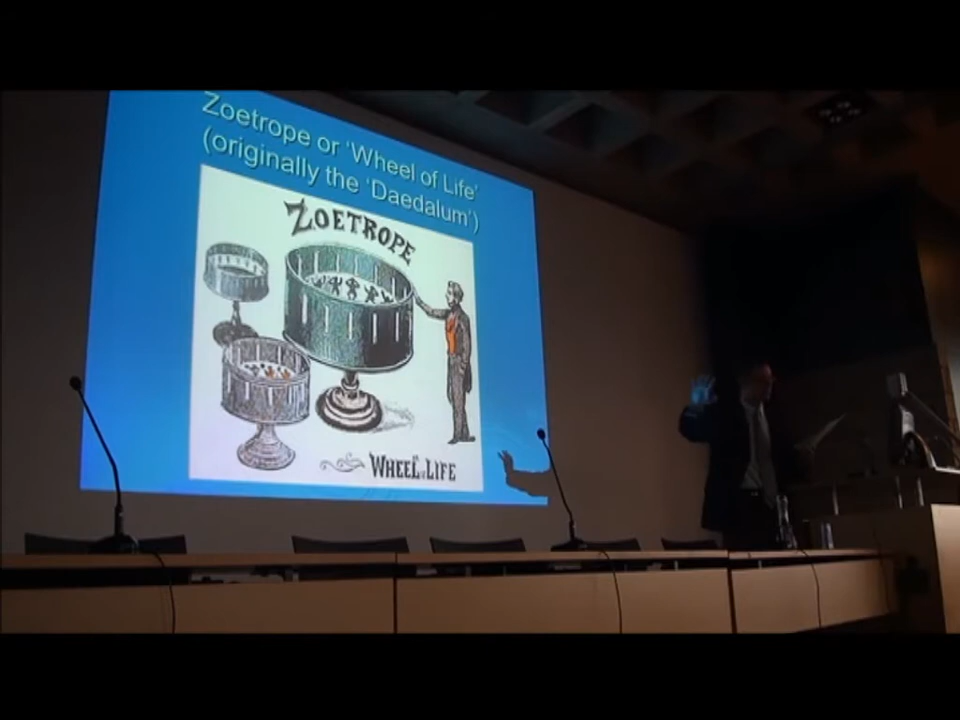 Zoetrope or 'Wheel of Life'
(originally the 'Daedalum')
ZOETROPE
WHEEL OF LIFE